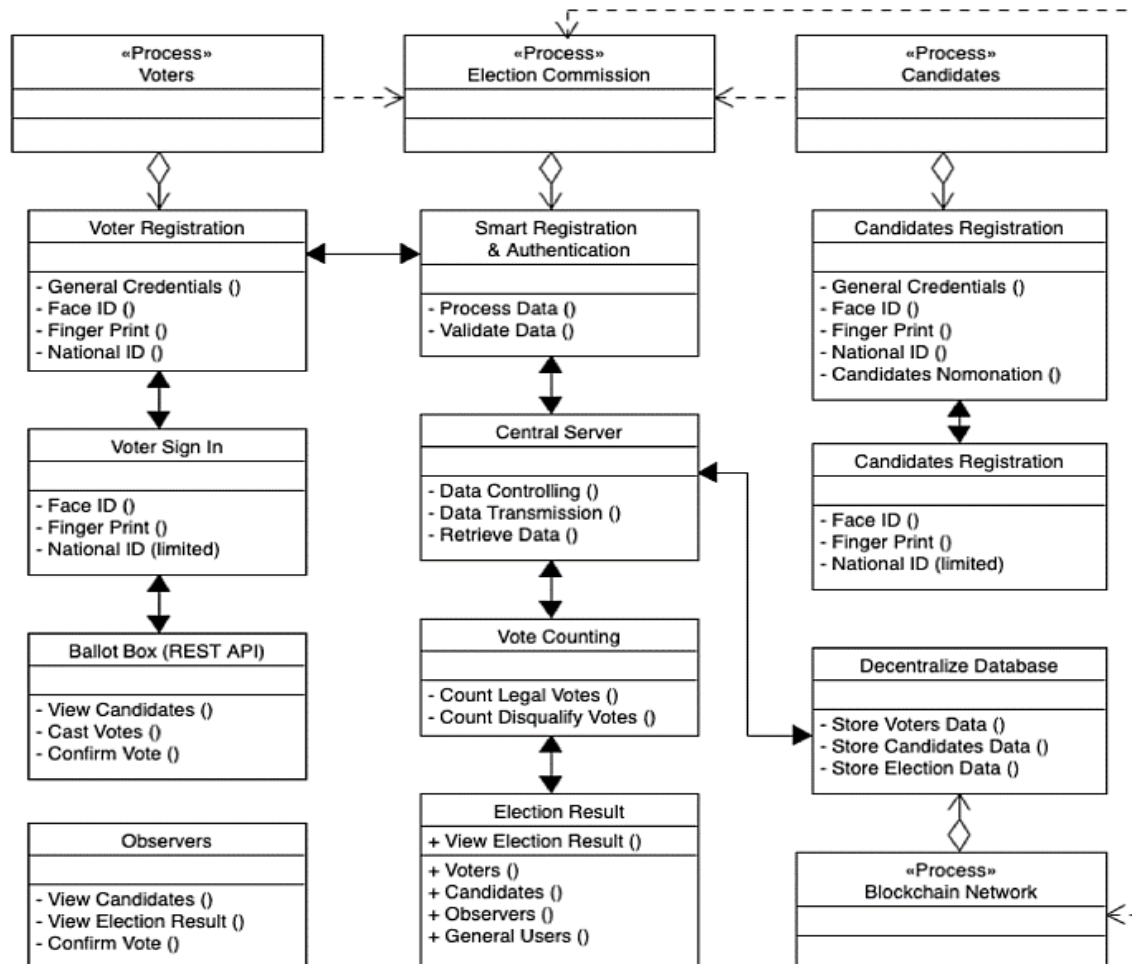 «Process»
Voters
«Process»
Election Commission
«Process»
Candidates
Voter Registration
- General Credentials ()
- Face ID ()
- Finger Print ()
- National ID ()
Smart Registration
& Authentication
- Process Data ()
- Validate Data ()
Candidates Registration
- General Credentials ()
- Face ID ()
- Finger Print ()
- National ID ()
- Candidates Nomonation ()
Voter Sign In
- Face ID ()
- Finger Print ()
- National ID (limited)
Central Server
- Data Controlling ()
- Data Transmission ()
- Retrieve Data ()
Candidates Registration
- Face ID ()
- Finger Print ()
- National ID (limited)
Ballot Box (REST API)
- View Candidates ()
- Cast Votes ()
- Confirm Vote ()
Vote Counting
- Count Legal Votes ()
- Count Disqualify Votes ()
Decentralize Database
- Store Voters Data ()
- Store Candidates Data ()
- Store Election Data ()
Observers
- View Candidates ()
- View Election Result ()
- Confirm Vote ()
Election Result
+ View Election Result ()
+ Voters ()
+ Candidates ()
+ Observers ()
+ General Users ()
«Process»
Blockchain Network